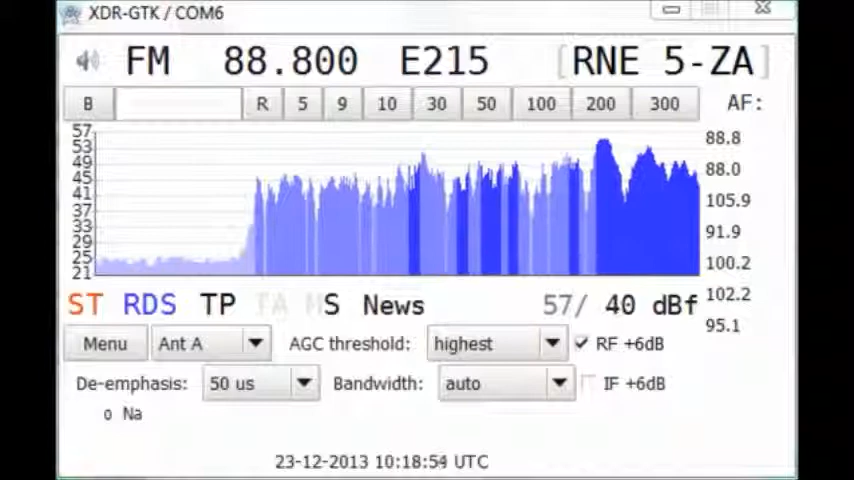 XDR-GTK / COM6
FM 88.800 E215 [RNE 5-ZA]
B R 5 9 10 30 50 100 200 300 AF:
57
53
49
45
41
37
33
29
25
21
88.8
88.0
105.9
91.9
100.2
102.2
95.1
ST RDS TP TA M S News 57/ 40 dBf
Menu Ant A AGC threshold: highest RF +6dB
De-emphasis: 50 us Bandwidth: auto IF +6dB
o Na
23-12-2013 10:18:54 UTC